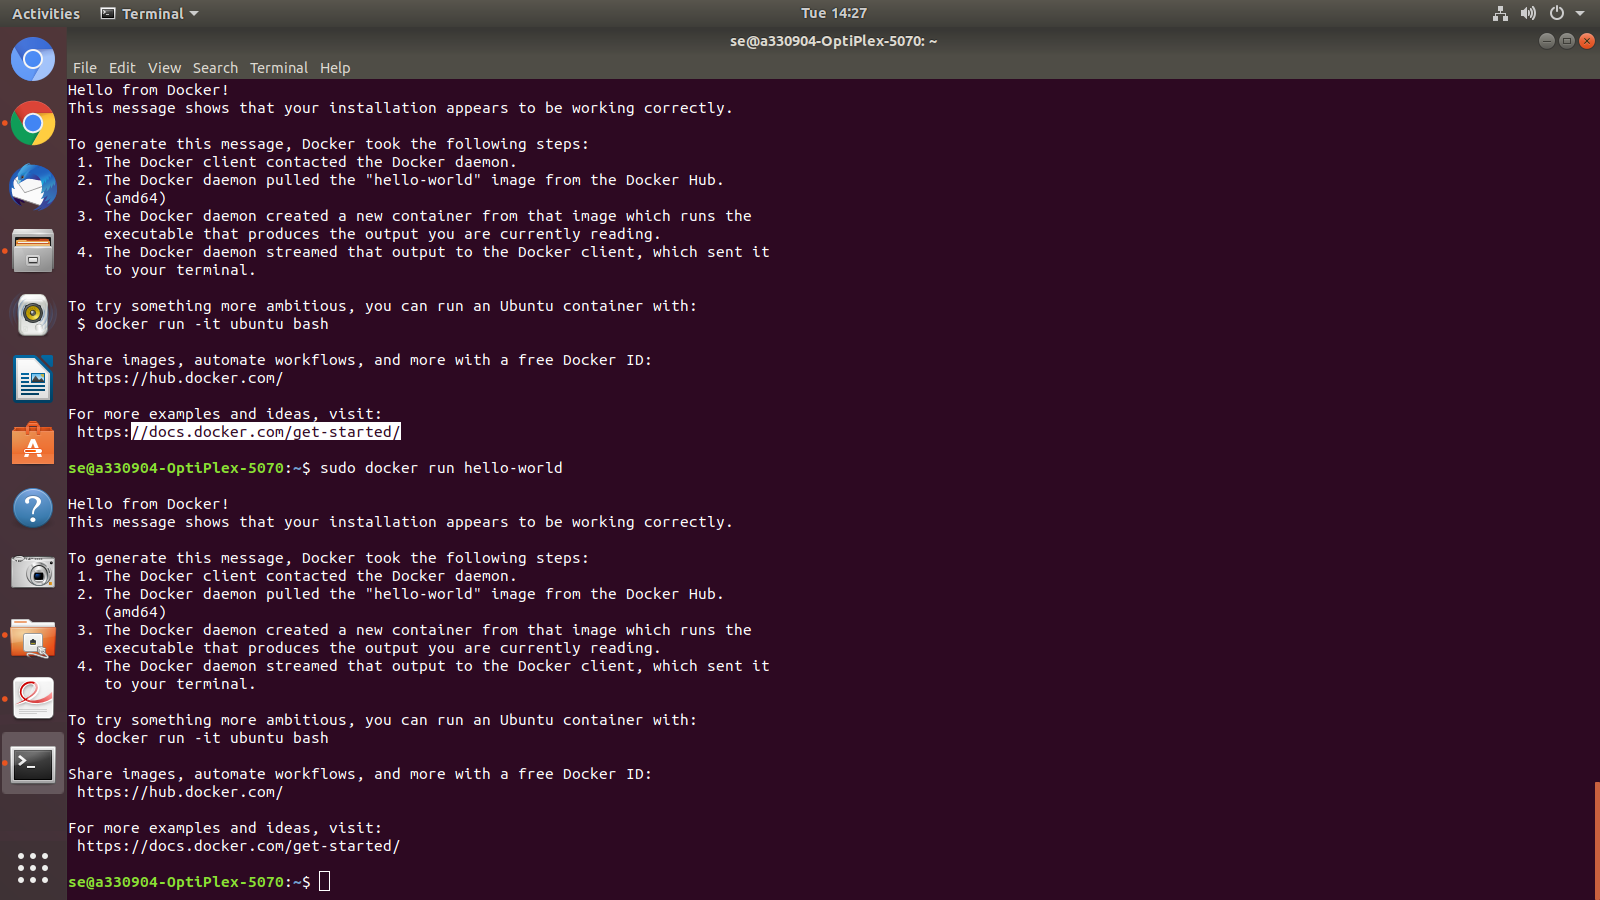 Activities Terminal Tue 14:27
se@a330904-OptiPlex-5070: ~
File Edit View Search Terminal Help
Hello from Docker!
This message shows that your installation appears to be working correctly.
To generate this message, Docker took the following steps:
1. The Docker client contacted the Docker daemon.
2. The Docker daemon pulled the "hello-world" image from the Docker Hub.
(amd64)
3. The Docker daemon created a new container from that image which runs the
executable that produces the output you are currently reading.
4. The Docker daemon streamed that output to the Docker client, which sent it
to your terminal.
To try something more ambitious, you can run an Ubuntu container with:
$ docker run -it ubuntu bash
Share images, automate workflows, and more with a free Docker ID:
https://hub.docker.com/
For more examples and ideas, visit:
https://docs.docker.com/get-started/
se@a330904-OptiPlex-5070:~$ sudo docker run hello-world
Hello from Docker!
This message shows that your installation appears to be working correctly.
To generate this message, Docker took the following steps:
1. The Docker client contacted the Docker daemon.
2. The Docker daemon pulled the "hello-world" image from the Docker Hub.
(amd64)
3. The Docker daemon created a new container from that image which runs the
executable that produces the output you are currently reading.
4. The Docker daemon streamed that output to the Docker client, which sent it
to your terminal.
To try something more ambitious, you can run an Ubuntu container with:
$ docker run -it ubuntu bash
Share images, automate workflows, and more with a free Docker ID:
https://hub.docker.com/
For more examples and ideas, visit:
https://docs.docker.com/get-started/
se@a330904-OptiPlex-5070:~$